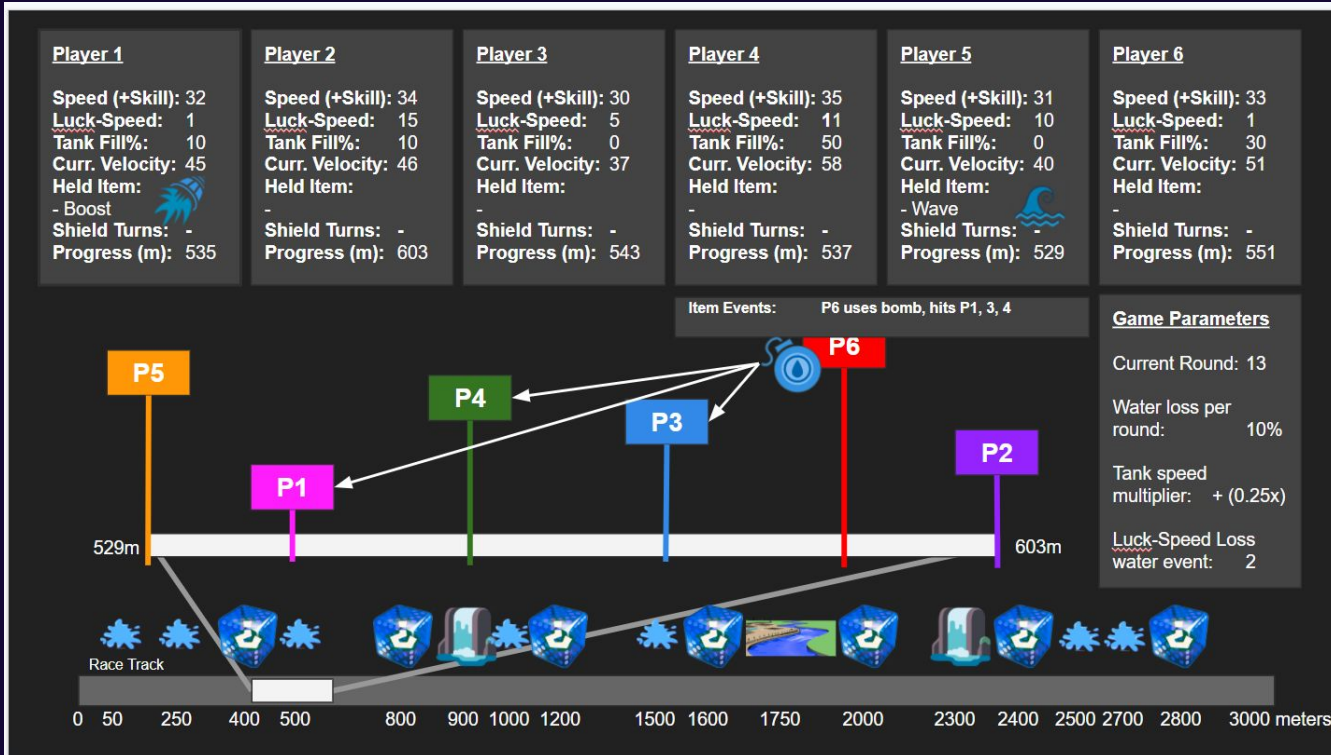 Player 1
Speed (+Skill): 32
Luck-Speed: 1
Tank Fill%: 10
Curr. Velocity: 45
Held Item:
- Boost
Shield Turns: -
Progress (m): 535
Player 2
Speed (+Skill): 34
Luck-Speed: 15
Tank Fill%: 10
Curr. Velocity: 46
Held Item:
-
Shield Turns: -
Progress (m): 603
Player 3
Speed (+Skill): 30
Luck-Speed: 5
Tank Fill%: 0
Curr. Velocity: 37
Held Item:
-
Shield Turns: -
Progress (m): 543
Player 4
Speed (+Skill): 35
Luck-Speed: 11
Tank Fill%: 50
Curr. Velocity: 58
Held Item:
-
Shield Turns: -
Progress (m): 537
Player 5
Speed (+Skill): 31
Luck-Speed: 10
Tank Fill%: 0
Curr. Velocity: 40
Held Item:
- Wave
Shield Turns: -
Progress (m): 529
Player 6
Speed (+Skill): 33
Luck-Speed: 1
Tank Fill%: 30
Curr. Velocity: 51
Held Item:
-
Shield Turns: -
Progress (m): 551
Item Events: P6 uses bomb, hits P1, 3, 4
Game Parameters
Current Round: 13
Water loss per
round: 10%
Tank speed
multiplier: + (0.25x)
Luck-Speed Loss
water event: 2
P5
P1
P4
P3
P6
P2
529m
603m
Race Track
0 50 250 400 500 800 900 1000 1200 1500 1600 1750 2000 2300 2400 2500 2700 2800 3000 meters